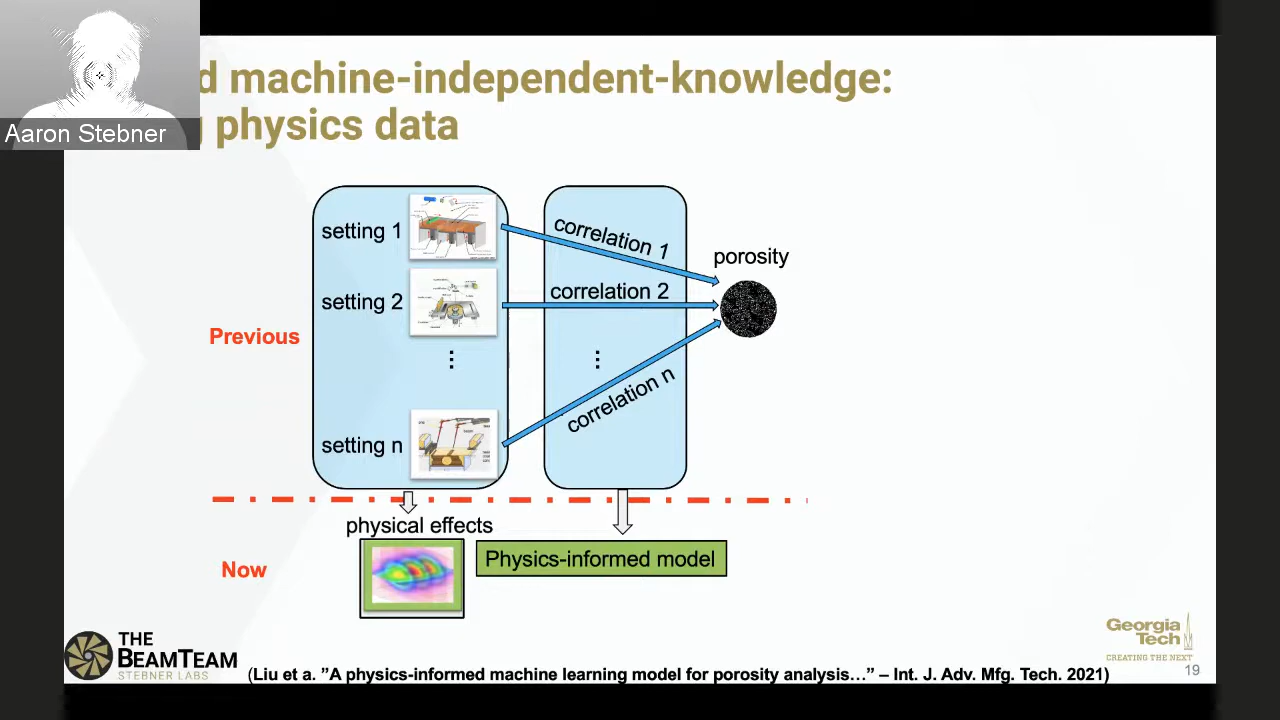 d machine-independent-knowledge:
physics data
Aaron Stebner
setting 1
setting 2
⋮
setting n
correlation 1
correlation 2
⋮
correlation n
porosity
Previous
physical effects
Now
Physics-informed model
THE
BEAMTEAM
STEBNER LABS
Georgia
Tech
CREATING THE NEXT
(Liu et a. ”A physics-informed machine learning model for porosity analysis…” – Int. J. Adv. Mfg. Tech. 2021)
19